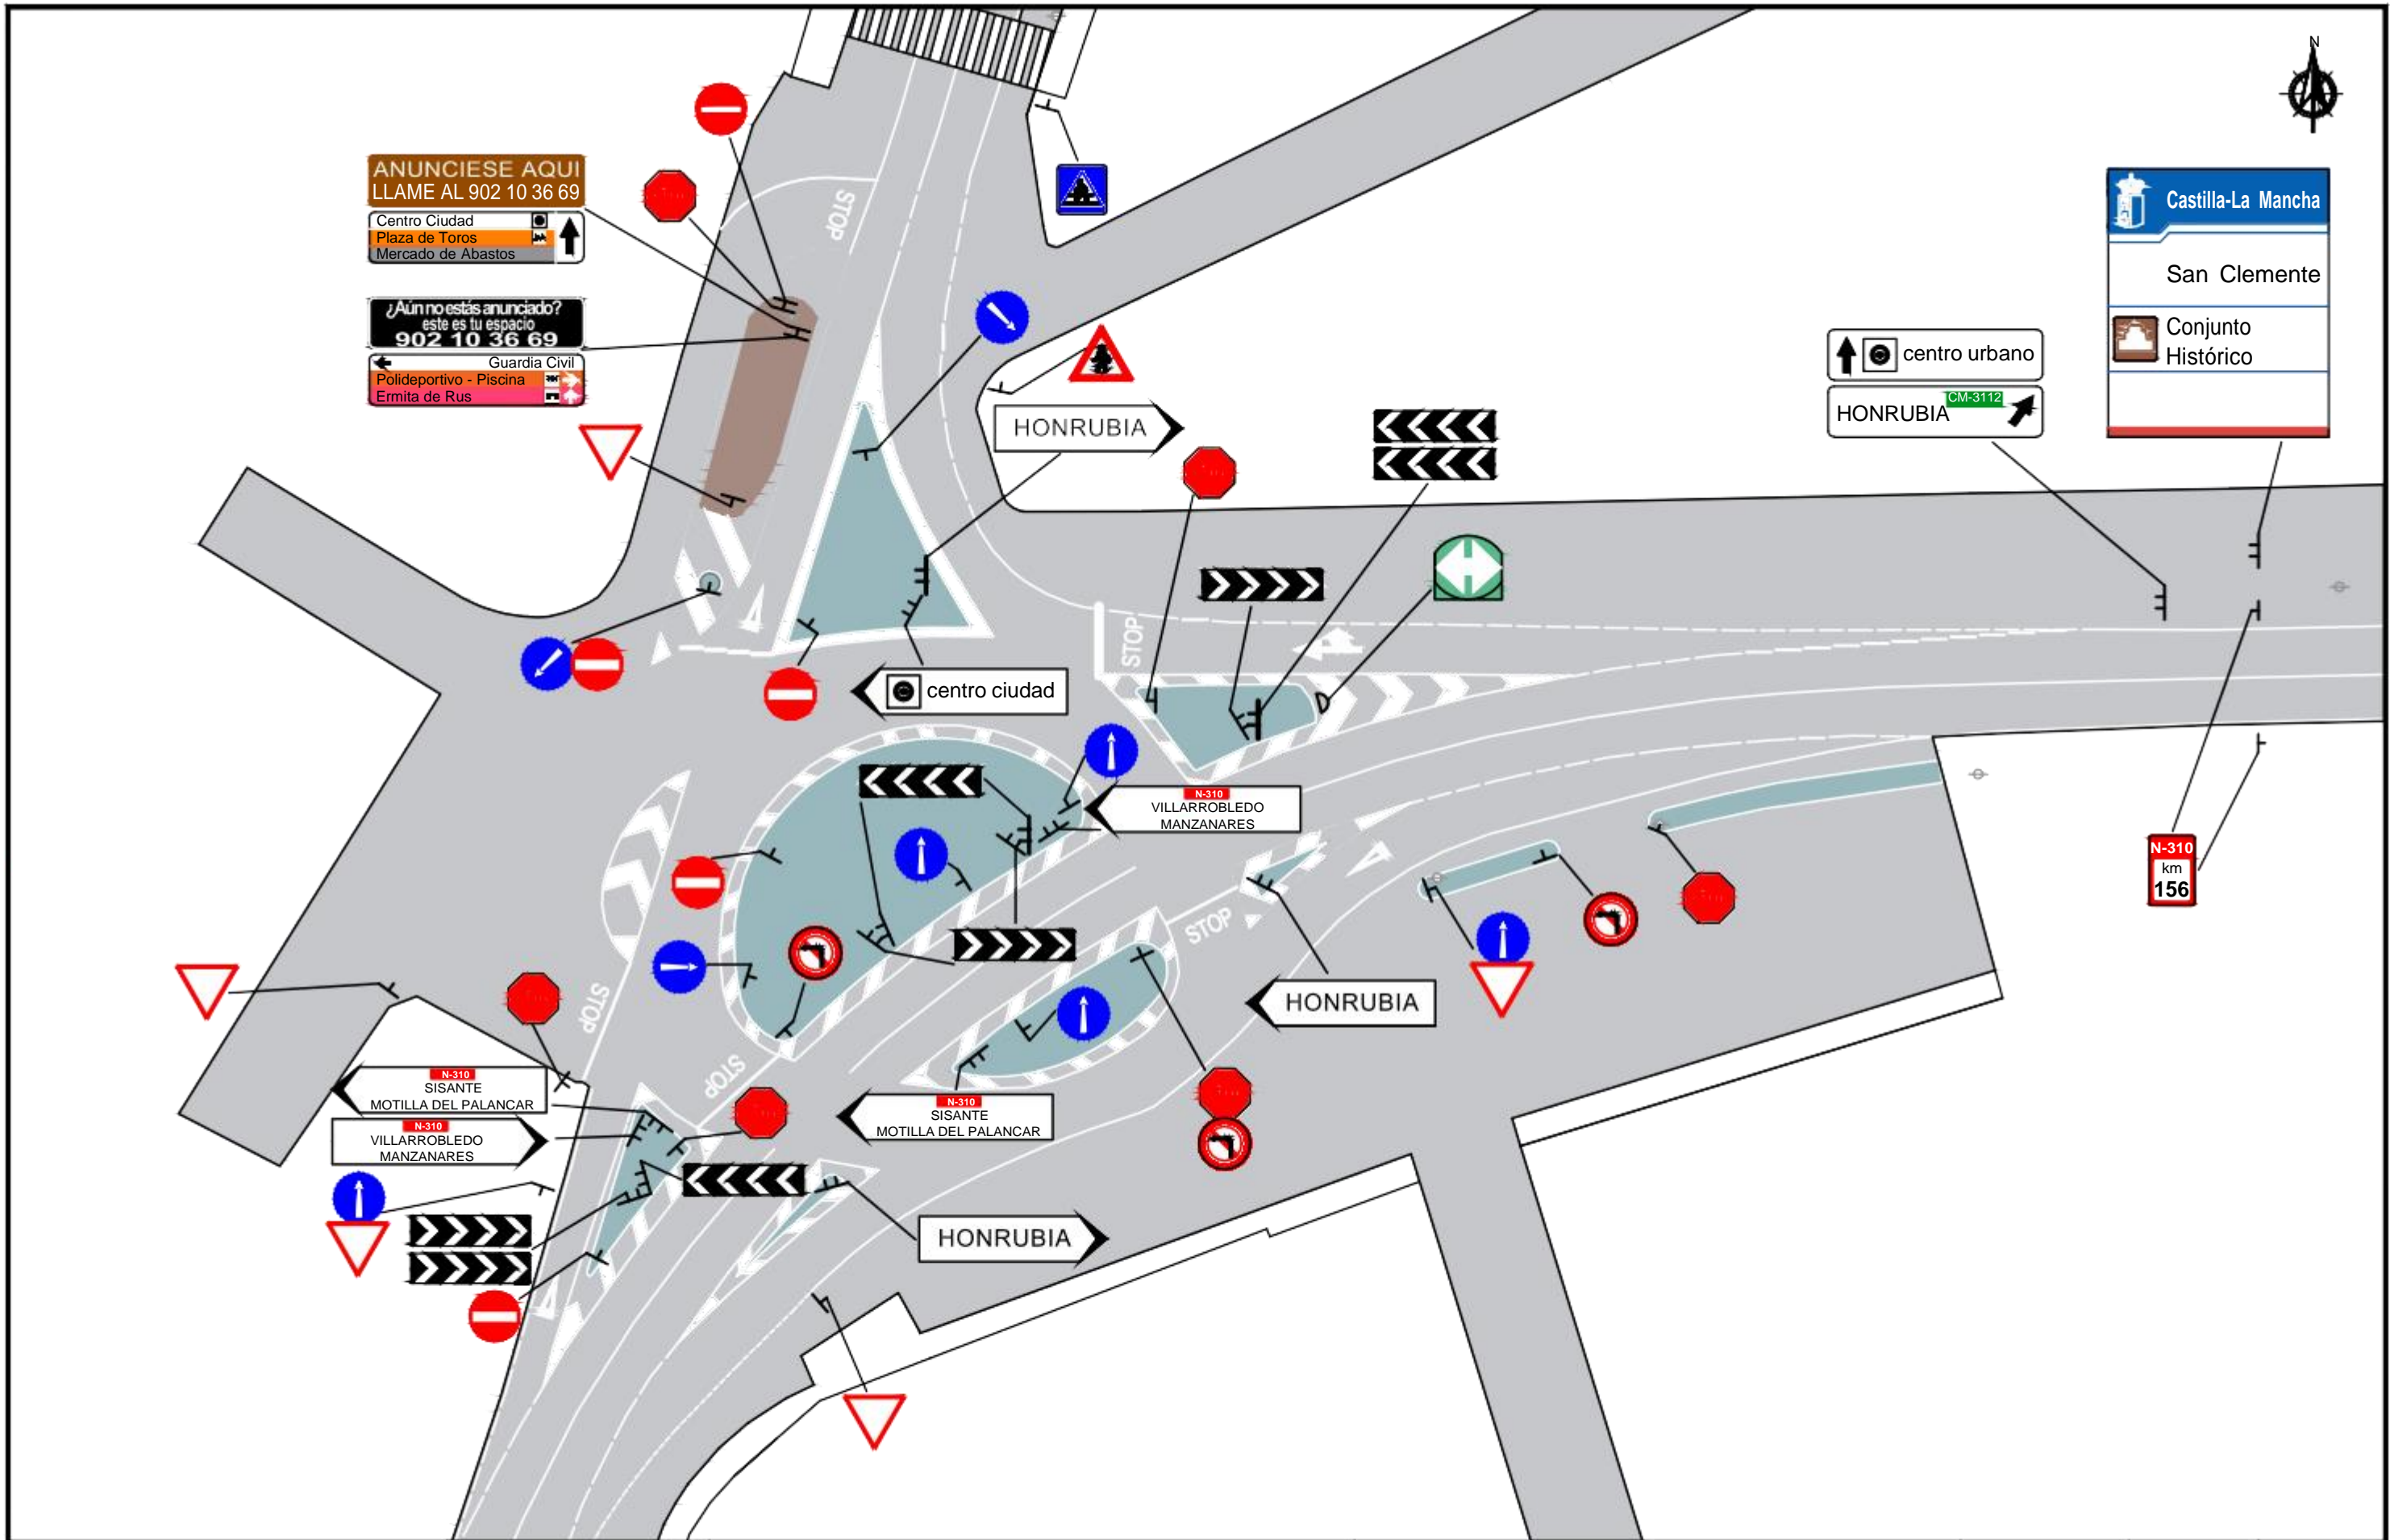 N
ANUNCIESE AQUI
LLAME AL 902 10 36 69
Centro Ciudad
Plaza de Toros
Mercado de Abastos
¿Aún no estás anunciado?
este es tu espacio
902 10 36 69
Guardia Civil
Polideportivo - Piscina
Ermita de Rus
STOP
Castilla-La Mancha
San Clemente
Conjunto
Histórico
centro urbano
CM-3112
HONRUBIA
HONRUBIA
STOP
centro ciudad
N-310
VILLARROBLEDO
MANZANARES
N-310
km
156
STOP
HONRUBIA
STOP
STOP
N-310
SISANTE
MOTILLA DEL PALANCAR
N-310
VILLARROBLEDO
MANZANARES
N-310
SISANTE
MOTILLA DEL PALANCAR
HONRUBIA